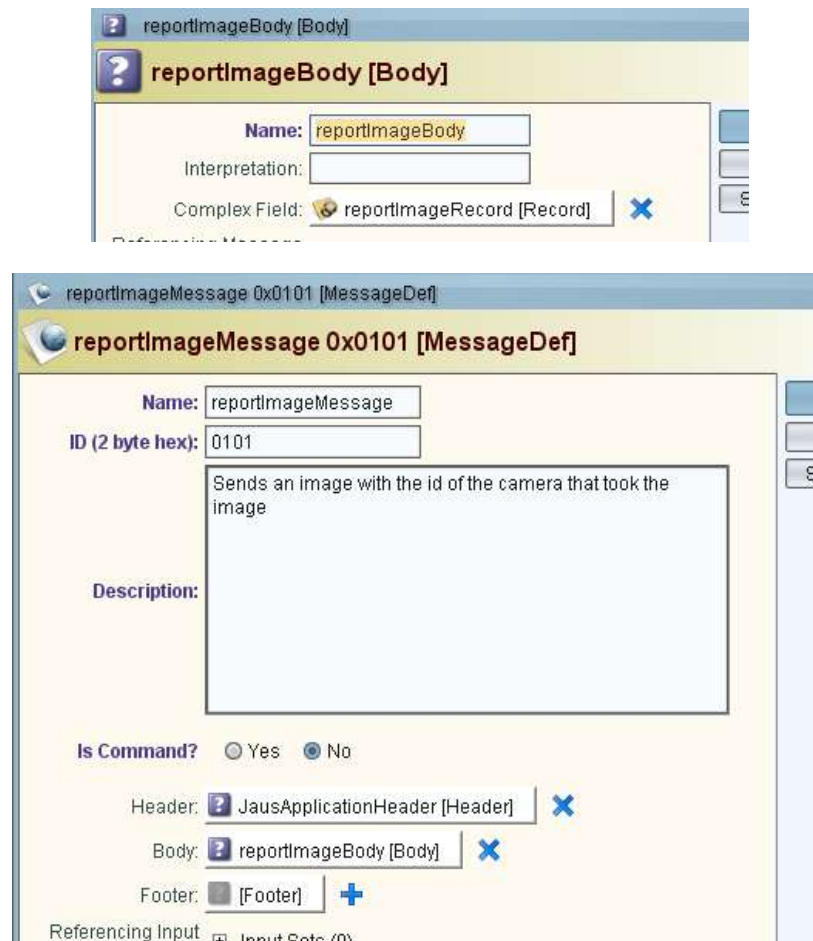 reportImageBody [Body]
reportImageBody [Body]
Name: reportImageBody
Interpretation:
Complex Field: reportImageRecord [Record]
Referencing Message
reportImageMessage 0x0101 [MessageDef]
reportImageMessage 0x0101 [MessageDef]
Name: reportImageMessage
ID (2 byte hex): 0101
Sends an image with the id of the camera that took the
image
Description:
Is Command? Yes No
Header: JausApplicationHeader [Header]
Body: reportImageBody [Body]
Footer: [Footer]
Referencing Input
Input Sets (0)